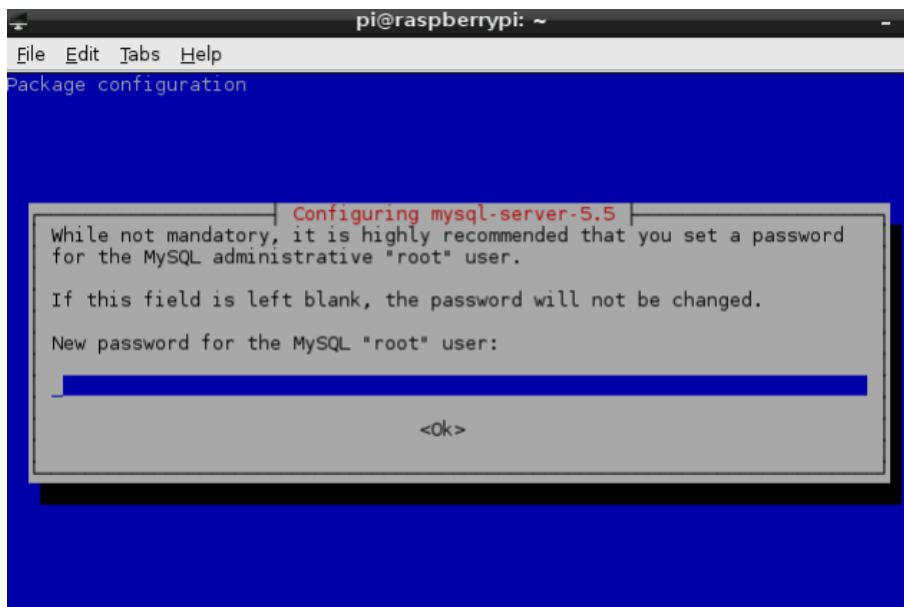 pi@raspberrypi: ~
File Edit Tabs Help
Package configuration
Configuring mysql-server-5.5
While not mandatory, it is highly recommended that you set a password
for the MySQL administrative "root" user.
If this field is left blank, the password will not be changed.
New password for the MySQL "root" user:
<Ok>